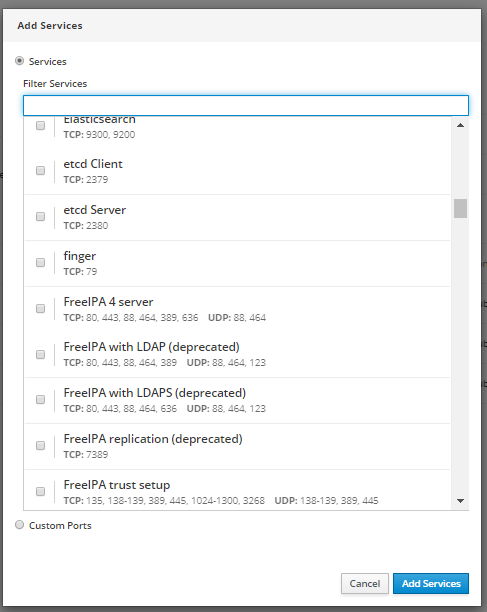 Add Services
Services
Filter Services
Elasticsearch
TCP: 9300, 9200
etcd Client
TCP: 2379
etcd Server
TCP: 2380
finger
TCP: 79
FreeIPA 4 server
TCP: 80, 443, 88, 464, 389, 636 UDP: 88, 464
FreeIPA with LDAP (deprecated)
TCP: 80, 443, 88, 464, 389 UDP: 88, 464, 123
FreeIPA with LDAPS (deprecated)
TCP: 80, 443, 88, 464, 636 UDP: 88, 464, 123
FreeIPA replication (deprecated)
TCP: 7389
FreeIPA trust setup
TCP: 135, 138-139, 389, 445, 1024-1300, 3268 UDP: 138-139, 389, 445
Custom Ports
Cancel Add Services